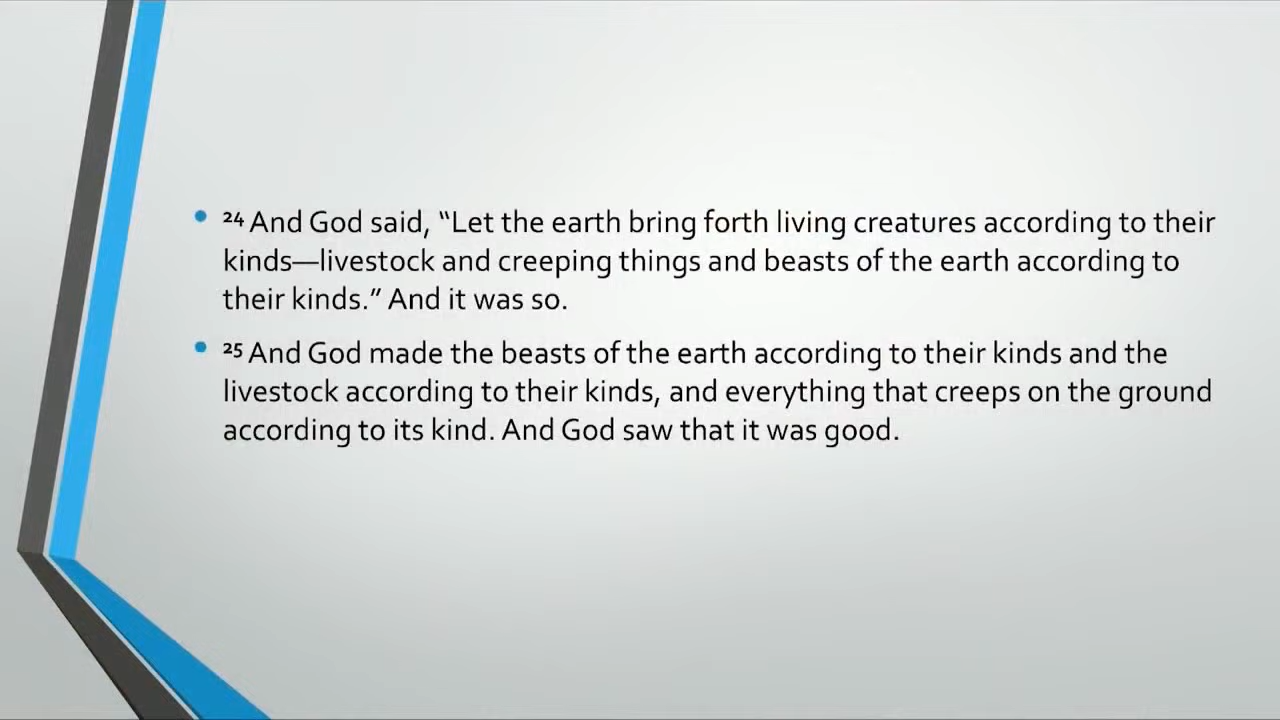 • 24 And God said, “Let the earth bring forth living creatures according to their
kinds—livestock and creeping things and beasts of the earth according to
their kinds.” And it was so.
• 25 And God made the beasts of the earth according to their kinds and the
livestock according to their kinds, and everything that creeps on the ground
according to its kind. And God saw that it was good.